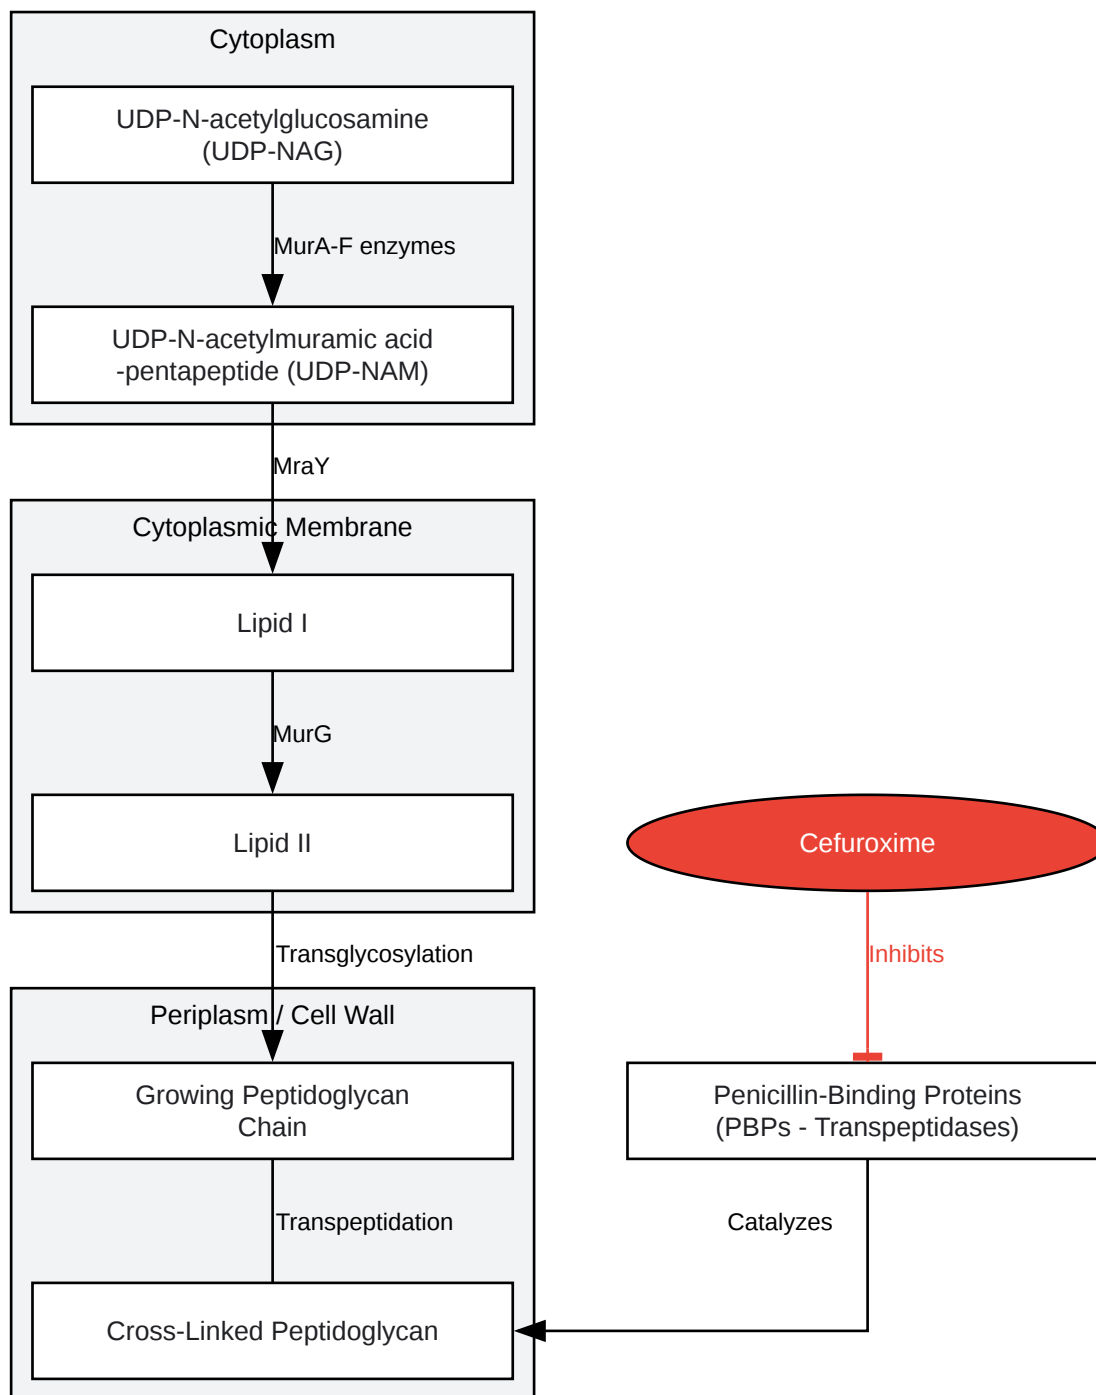 Cytoplasm
UDP-N-acetylglucosamine
(UDP-NAG)
MurA-F enzymes
UDP-N-acetylmuramic acid
-pentapeptide (UDP-NAM)
MraY
Cytoplasmic Membrane
Lipid I
MurG
Lipid II
Cefuroxime
Transglycosylation
Inhibits
Periplasm / Cell Wall
Growing Peptidoglycan
Chain
Penicillin-Binding Proteins
(PBPs - Transpeptidases)
Transpeptidation
Catalyzes
Cross-Linked Peptidoglycan